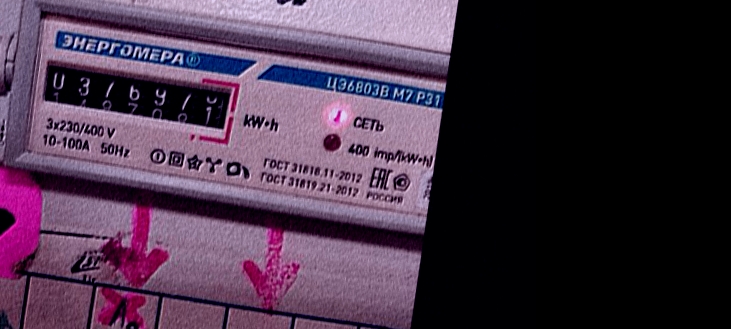 ЭНЕРГОМЕРА®
ЦЭ6803В М7 Р31
kW•h
СЕТЬ
3x230/400 V
400 imp/(kW•h)
10-100A 50Hz
ГОСТ 31818.11-2012
ГОСТ 31819.21-2012
EAC
РОССИЯ